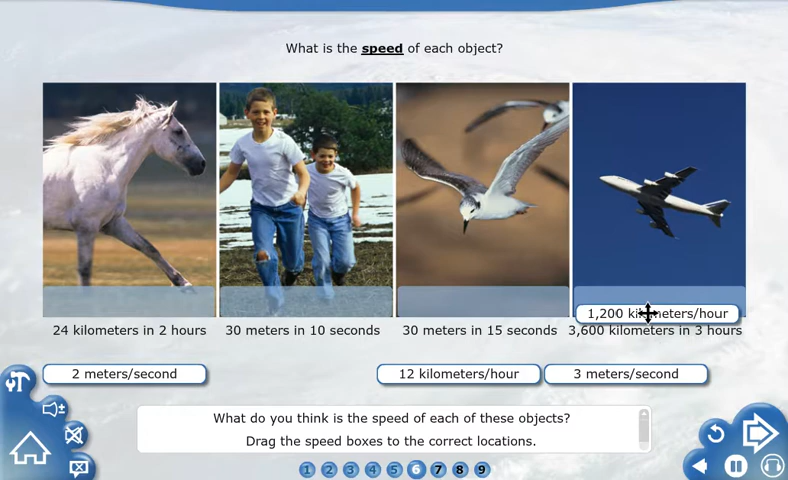 What is the speed of each object?
1,200 kilometers/hour
24 kilometers in 2 hours
30 meters in 10 seconds
30 meters in 15 seconds
3,600 kilometers in 3 hours
2 meters/second
12 kilometers/hour
3 meters/second
What do you think is the speed of each of these objects?
Drag the speed boxes to the correct locations.
1 2 3 4 5 6 7 8 9